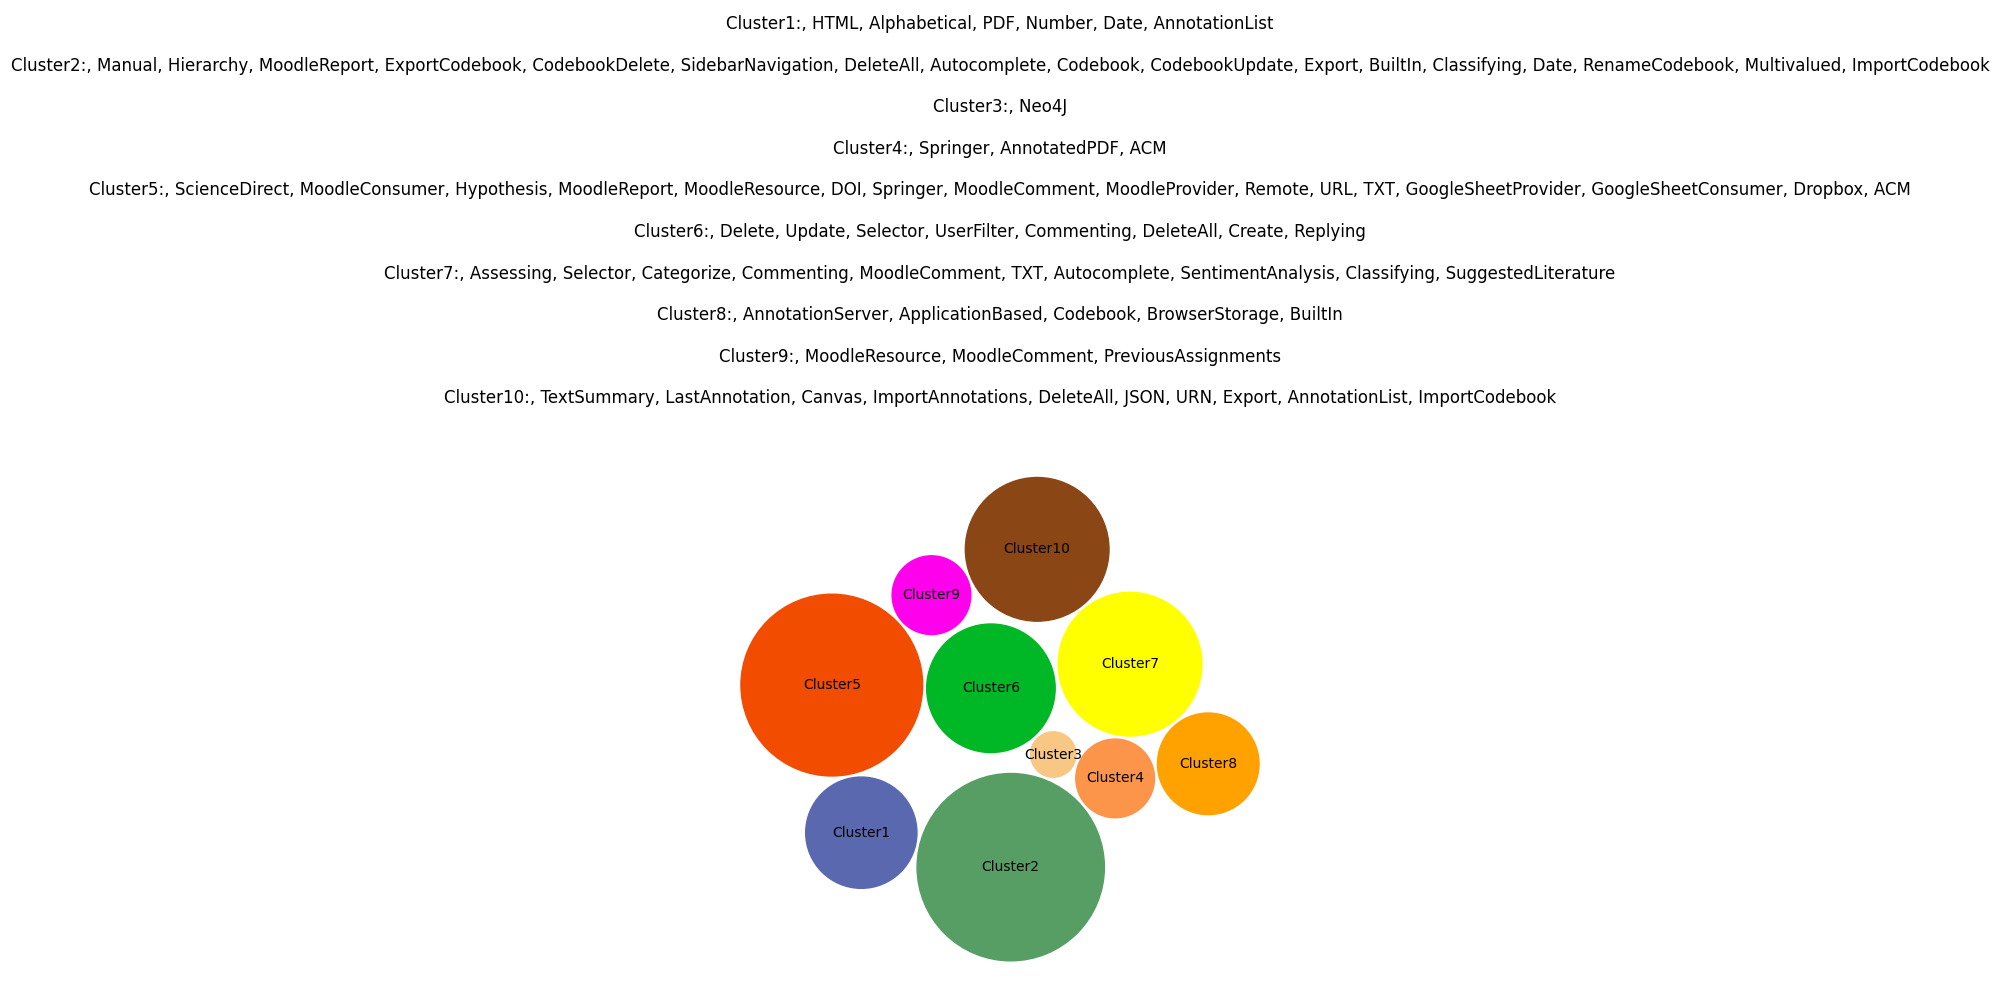 Cluster1:, HTML, Alphabetical, PDF, Number, Date, AnnotationList
Cluster2:, Manual, Hierarchy, MoodleReport, ExportCodebook, CodebookDelete, SidebarNavigation, DeleteAll, Autocomplete, Codebook, CodebookUpdate, Export, BuiltIn, Classifying, Date, RenameCodebook, Multivalued, ImportCodebook
Cluster3:, Neo4J
Cluster4:, Springer, AnnotatedPDF, ACM
Cluster5:, ScienceDirect, MoodleConsumer, Hypothesis, MoodleReport, MoodleResource, DOI, Springer, MoodleComment, MoodleProvider, Remote, URL, TXT, GoogleSheetProvider, GoogleSheetConsumer, Dropbox, ACM
Cluster6:, Delete, Update, Selector, UserFilter, Commenting, DeleteAll, Create, Replying
Cluster7:, Assessing, Selector, Categorize, Commenting, MoodleComment, TXT, Autocomplete, SentimentAnalysis, Classifying, SuggestedLiterature
Cluster8:, AnnotationServer, ApplicationBased, Codebook, BrowserStorage, BuiltIn
Cluster9:, MoodleResource, MoodleComment, PreviousAssignments
Cluster10:, TextSummary, LastAnnotation, Canvas, ImportAnnotations, DeleteAll, JSON, URN, Export, AnnotationList, ImportCodebook
Cluster10
Cluster9
Cluster7
Cluster5
Cluster6
Cluster3
Cluster8
Cluster4
Cluster1
Cluster2